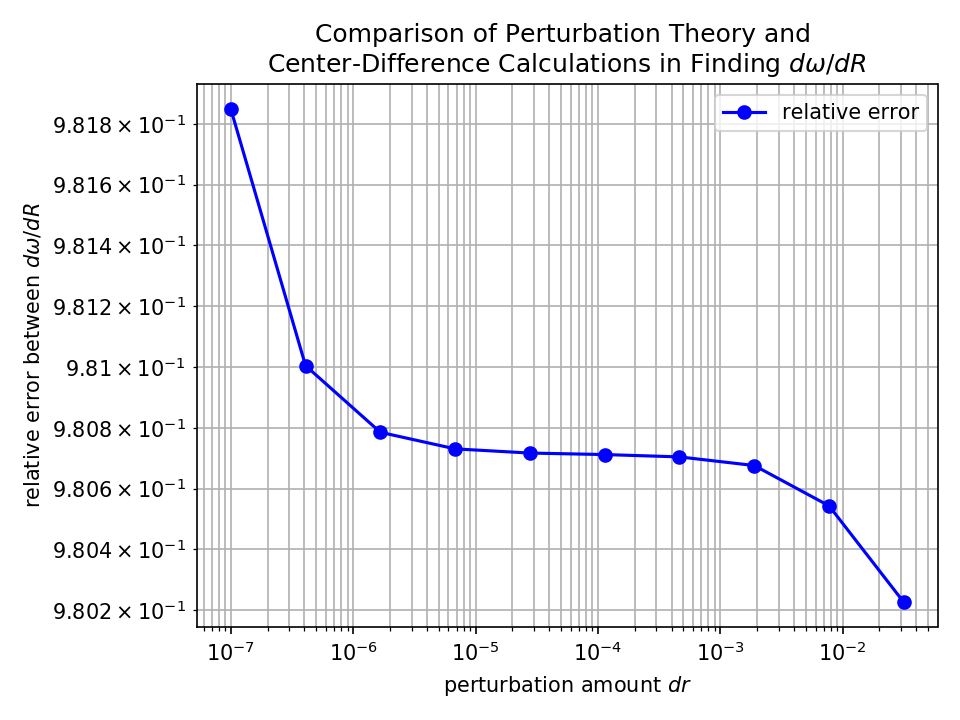 Comparison of Perturbation Theory and
Center-Difference Calculations in Finding dω/dR
relative error
relative error between dω/dR
9.818 × 10⁻¹
9.816 × 10⁻¹
9.814 × 10⁻¹
9.812 × 10⁻¹
9.81 × 10⁻¹
9.808 × 10⁻¹
9.806 × 10⁻¹
9.804 × 10⁻¹
9.802 × 10⁻¹
10⁻⁷ 10⁻⁶ 10⁻⁵ 10⁻⁴ 10⁻³ 10⁻²
perturbation amount dr